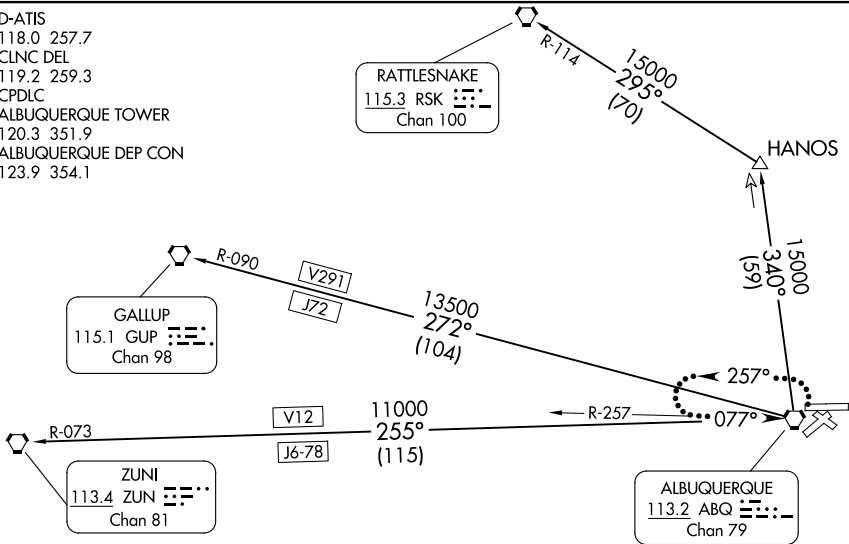 D-ATIS
118.0 257.7
CLNC DEL
119.2 259.3
CPDLC
ALBUQUERQUE TOWER
120.3 351.9
ALBUQUERQUE DEP CON
123.9 354.1
RATTLESNAKE
115.3 RSK
Chan 100
R-114
15000
295°
(70)
HANOS
15000
340°
(59)
R-090
V291
J72
13500
272°
(104)
GALLUP
115.1 GUP
Chan 98
257°
077°
R-257
R-073
V12
J6-78
11000
255°
(115)
ZUNI
113.4 ZUN
Chan 81
ALBUQUERQUE
113.2 ABQ
Chan 79